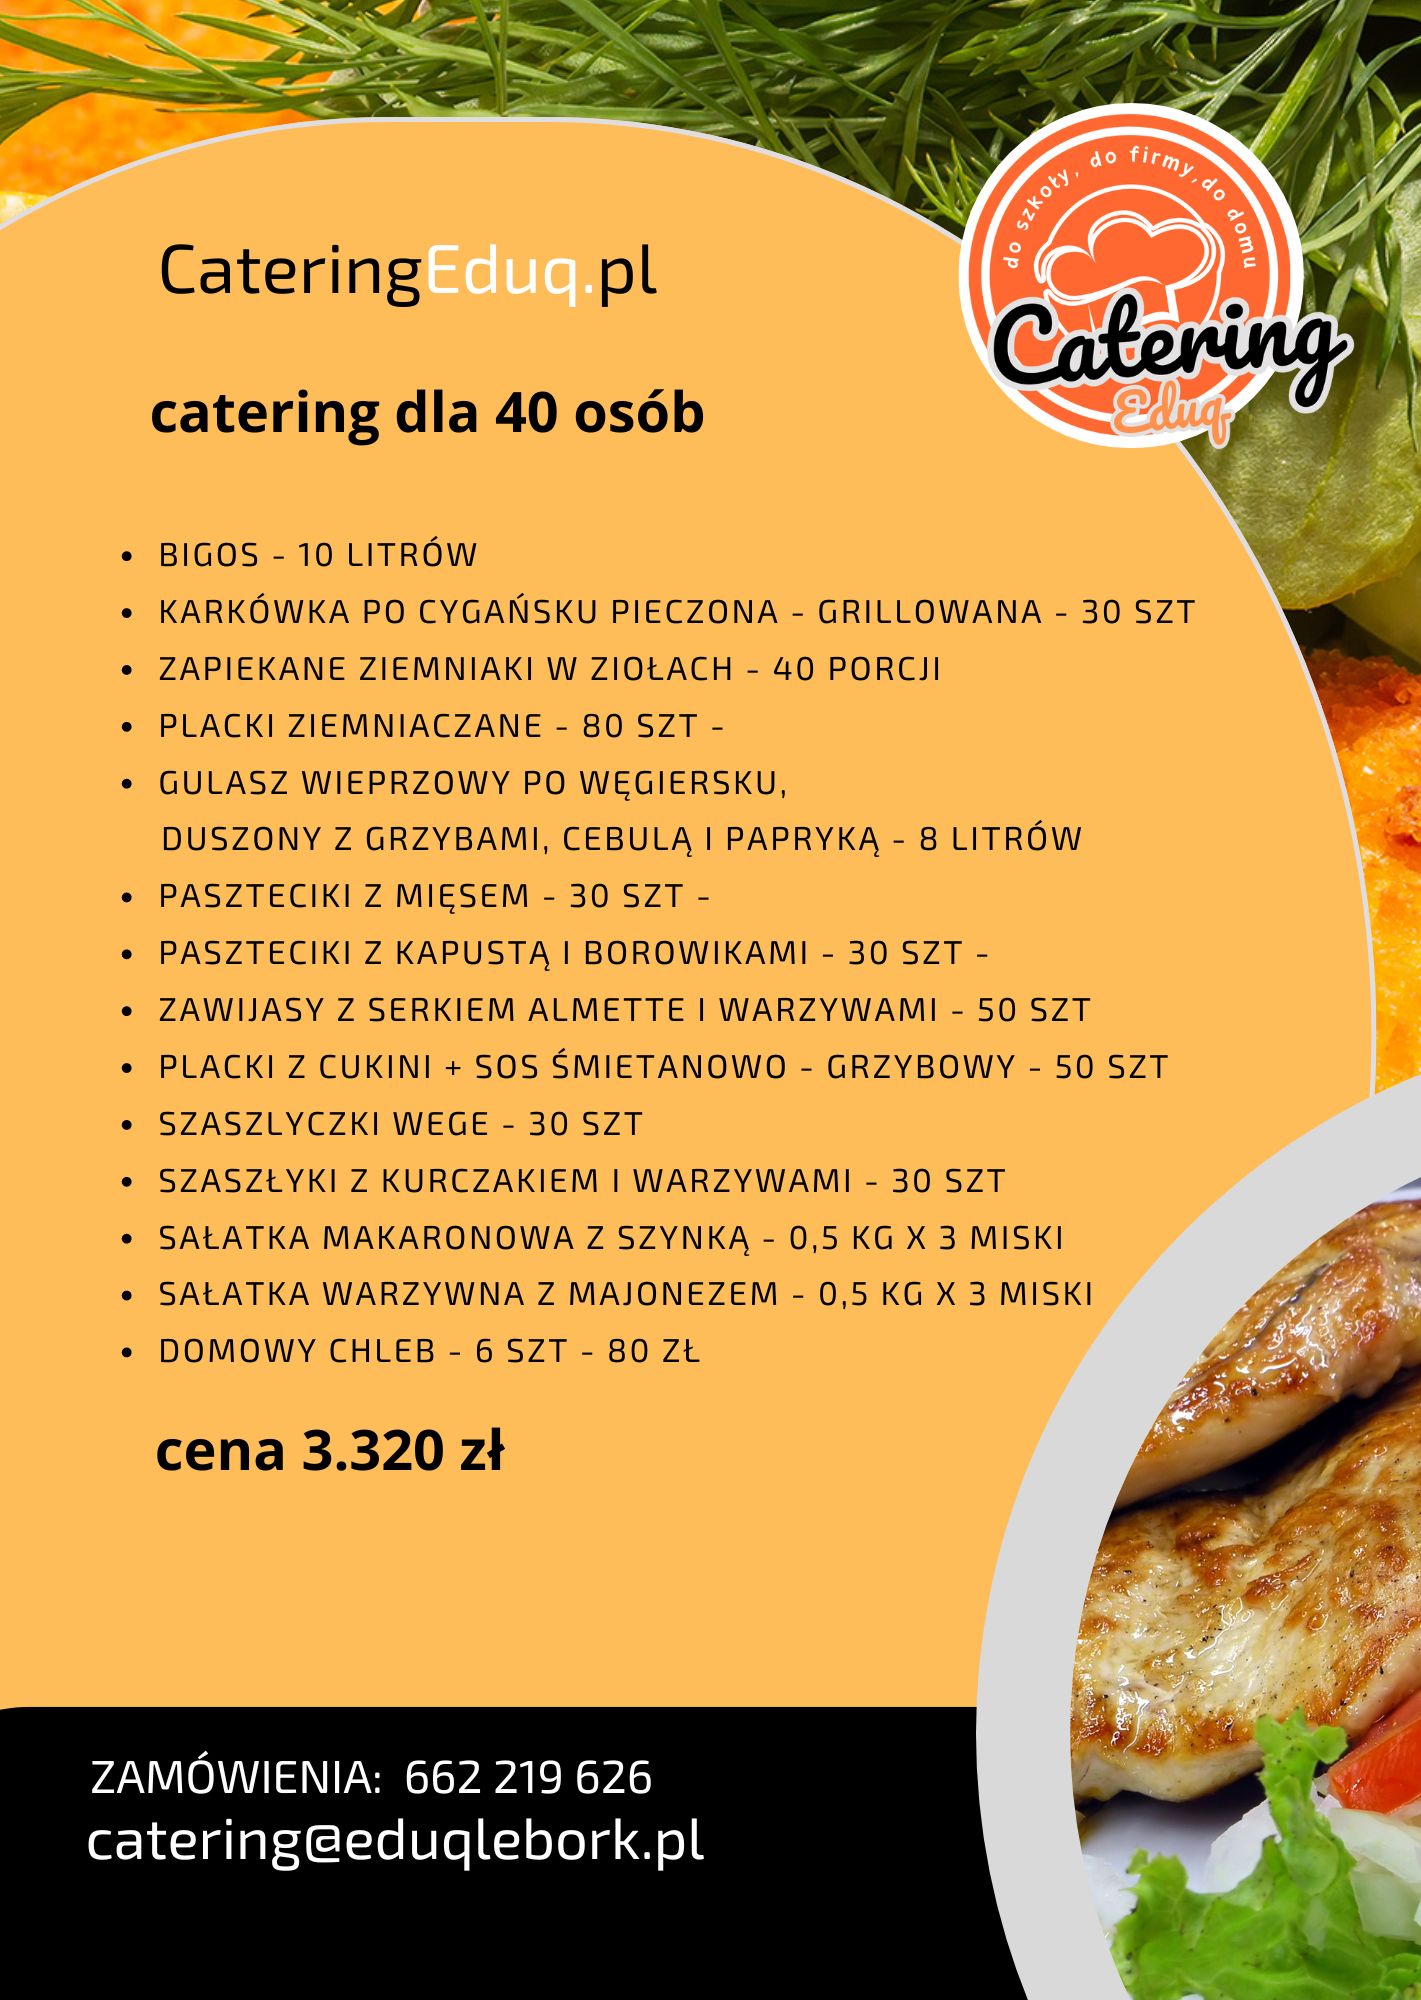 do szkoły, do firmy, do domu
Catering
Eduq
CateringEduq.pl
catering dla 40 osób
BIGOS - 10 LITRÓW
KARKÓWKA PO CYGAŃSKU PIECZONA - GRILLOWANA - 30 SZT
ZAPIEKANE ZIEMNIAKI W ZIOŁACH - 40 PORCJI
PLACKI ZIEMNIACZANE - 80 SZT -
GULASZ WIEPRZOWY PO WĘGIERSKU,
DUSZONY Z GRZYBAMI, CEBULĄ I PAPRYKĄ - 8 LITRÓW
PASZTECIKI Z MIĘSEM - 30 SZT -
PASZTECIKI Z KAPUSTĄ I BOROWIKAMI - 30 SZT -
ZAWIJASY Z SERKIEM ALMETTE I WARZYWAMI - 50 SZT
PLACKI Z CUKINI + SOS ŚMIETANOWO - GRZYBOWY - 50 SZT
SZASZLYCZKI WEGE - 30 SZT
SZASZŁYKI Z KURCZAKIEM I WARZYWAMI - 30 SZT
SAŁATKA MAKARONOWA Z SZYNKĄ - 0,5 KG X 3 MISKI
SAŁATKA WARZYWNA Z MAJONEZEM - 0,5 KG X 3 MISKI
DOMOWY CHLEB - 6 SZT - 80 ZŁ
cena 3.320 zł
ZAMÓWIENIA: 662 219 626
catering@eduqlebork.pl